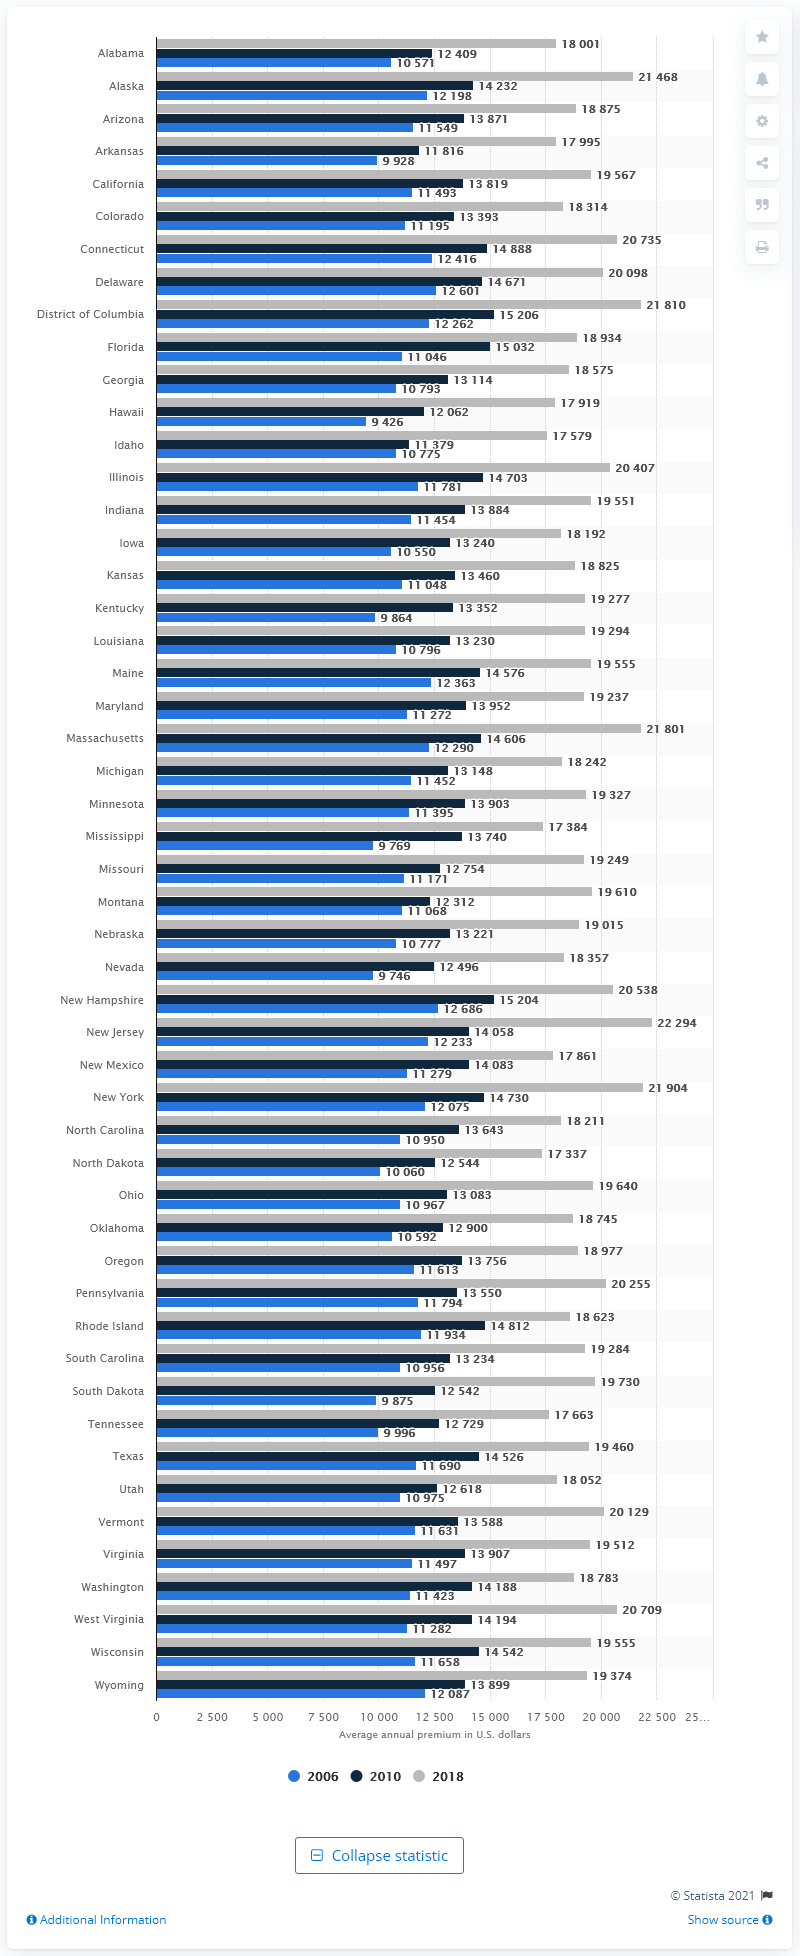 18 001
Alabama 12 409
10 571
21 468
Alaska 14 232
12 198
18 875
Arizona 13 871
11 549
17 995
Arkansas 11 816
9 928
19 567
California 13 819
11 493
18 314
Colorado 13 393
11 195
20 735
Connecticut 14 888
12 416
20 098
Delaware 14 671
12 601
21 810
District of Columbia 15 206
12 262
18 934
Florida 15 032
11 046
18 575
Georgia 13 114
10 793
17 919
Hawaii 12 062
9 426
17 579
Idaho 11 379
10 775
20 407
Illinois 14 703
11 781
19 551
Indiana 13 884
11 454
18 192
Iowa 13 240
10 550
18 825
Kansas 13 460
11 048
19 277
Kentucky 13 352
9 864
19 294
Louisiana 13 230
10 796
19 555
Maine 14 576
12 363
19 237
Maryland 13 952
11 272
21 801
Massachusetts 14 606
12 290
18 242
Michigan 13 148
11 452
19 327
Minnesota 13 903
11 395
17 384
Mississippi 13 740
9 769
19 249
Missouri 12 754
11 171
19 610
Montana 12 312
11 068
19 015
Nebraska 13 221
10 777
18 357
Nevada 12 496
9 746
20 538
New Hampshire 15 204
12 686
22 294
New Jersey 14 058
12 233
17 861
New Mexico 14 083
11 279
21 904
New York 14 730
12 075
18 211
North Carolina 13 643
10 950
17 337
North Dakota 12 544
10 060
19 640
Ohio 13 083
10 967
18 745
Oklahoma 12 900
10 592
18 977
Oregon 13 756
11 613
20 255
Pennsylvania 13 550
11 794
18 623
Rhode Island 14 812
11 934
19 284
South Carolina 13 234
10 956
19 730
South Dakota 12 542
9 875
17 663
Tennessee 12 729
9 996
19 460
Texas 14 526
11 690
18 052
Utah 12 618
10 975
20 129
Vermont 13 588
11 631
19 512
Virginia 13 907
11 497
18 783
Washington 14 188
11 423
20 709
West Virginia 14 194
11 282
19 555
Wisconsin 14 542
11 658
19 374
Wyoming 13 899
12 087
0 2 500 5 000 7 500 10 000 12 500 15 000 17 500 20 000 22 500 25...
Average annual premium in U.S. dollars
2006 2010 2018
Collapse statistic
© Statista 2021
Additional Information Show source